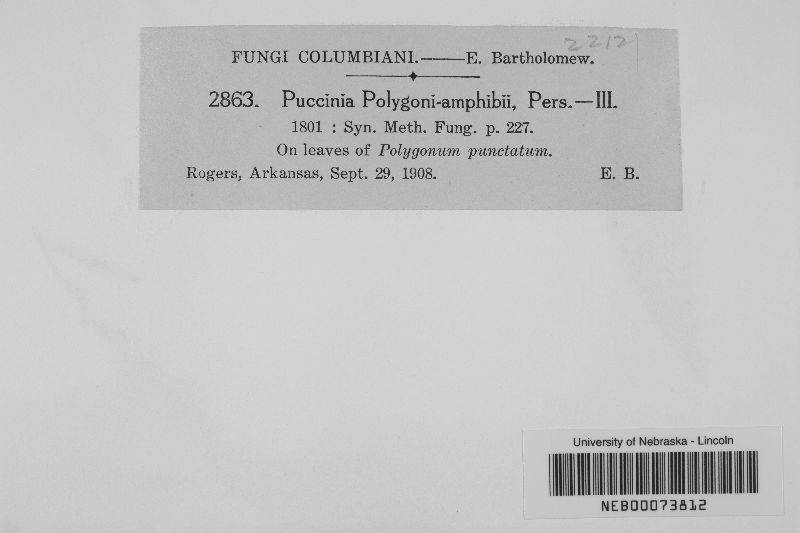 2212
FUNGI COLUMBIANI.——E. Bartholomew.
2863. Puccinia Polygoni-amphibii, Pers.—III.
1801 : Syn. Meth. Fung. p. 227.
On leaves of Polygonum punctatum.
Rogers, Arkansas, Sept. 29, 1908. E. B.
University of Nebraska - Lincoln
NEB00073812